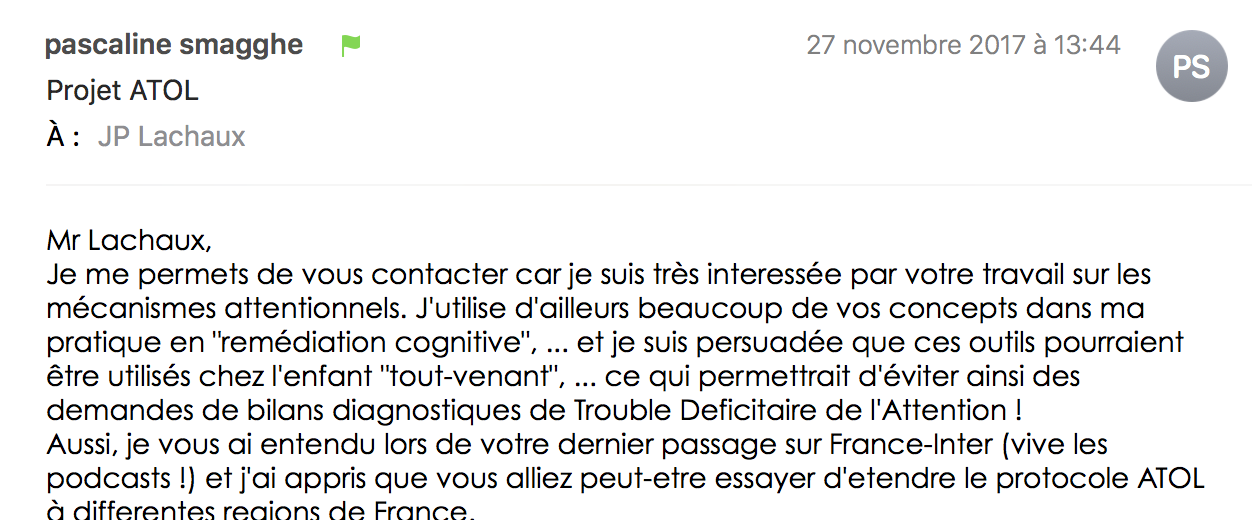 pascaline smagghe
27 novembre 2017 à 13:44
PS
Projet ATOL
À : JP Lachaux
Mr Lachaux,
Je me permets de vous contacter car je suis très interessée par votre travail sur les
mécanismes attentionnels. J'utilise d'ailleurs beaucoup de vos concepts dans ma
pratique en "remédiation cognitive", ... et je suis persuadée que ces outils pourraient
être utilisés chez l'enfant "tout-venant", ... ce qui permettrait d'éviter ainsi des
demandes de bilans diagnostiques de Trouble Deficitaire de l'Attention !
Aussi, je vous ai entendu lors de votre dernier passage sur France-Inter (vive les
podcasts !) et j'ai appris que vous alliez peut-etre essayer d'etendre le protocole ATOL
à differentes regions de France.